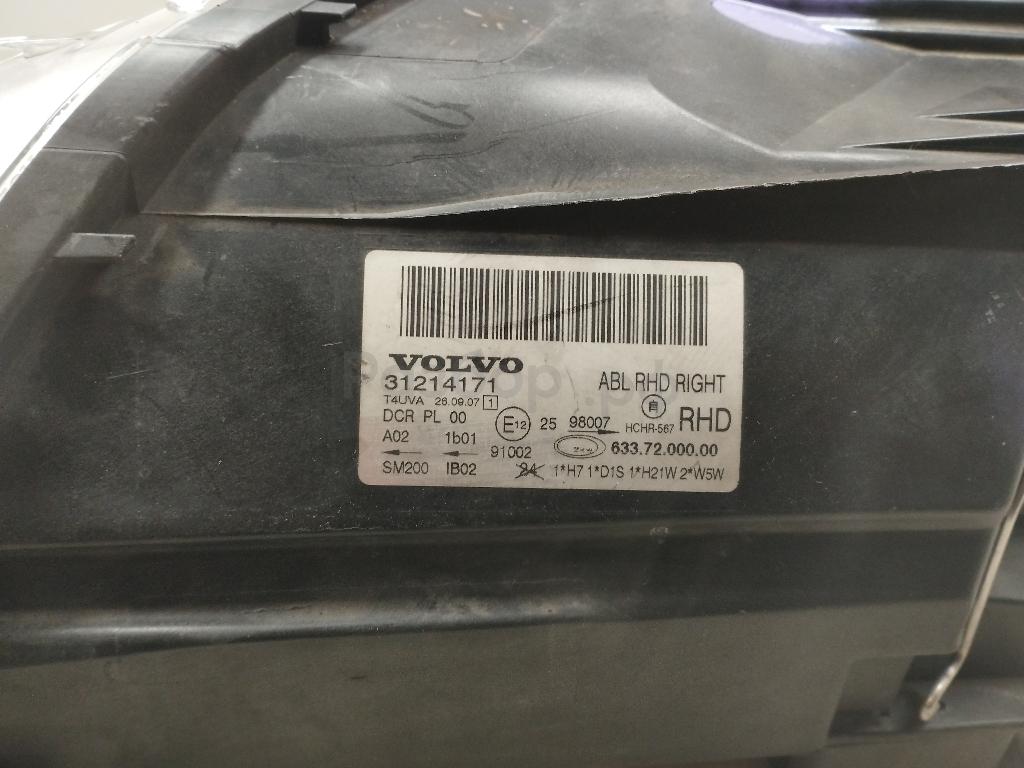 VOLVO
31214171
ABL RHD RIGHT
T4UVA 26.09.07 1
DCR PL 00
E12
25 98007
自
HCHR-567
RHD
A02 1b01
91002
633.72.000.00
SM200 IB02
24
1*H7 1*D1S 1*H21W 2*W5W